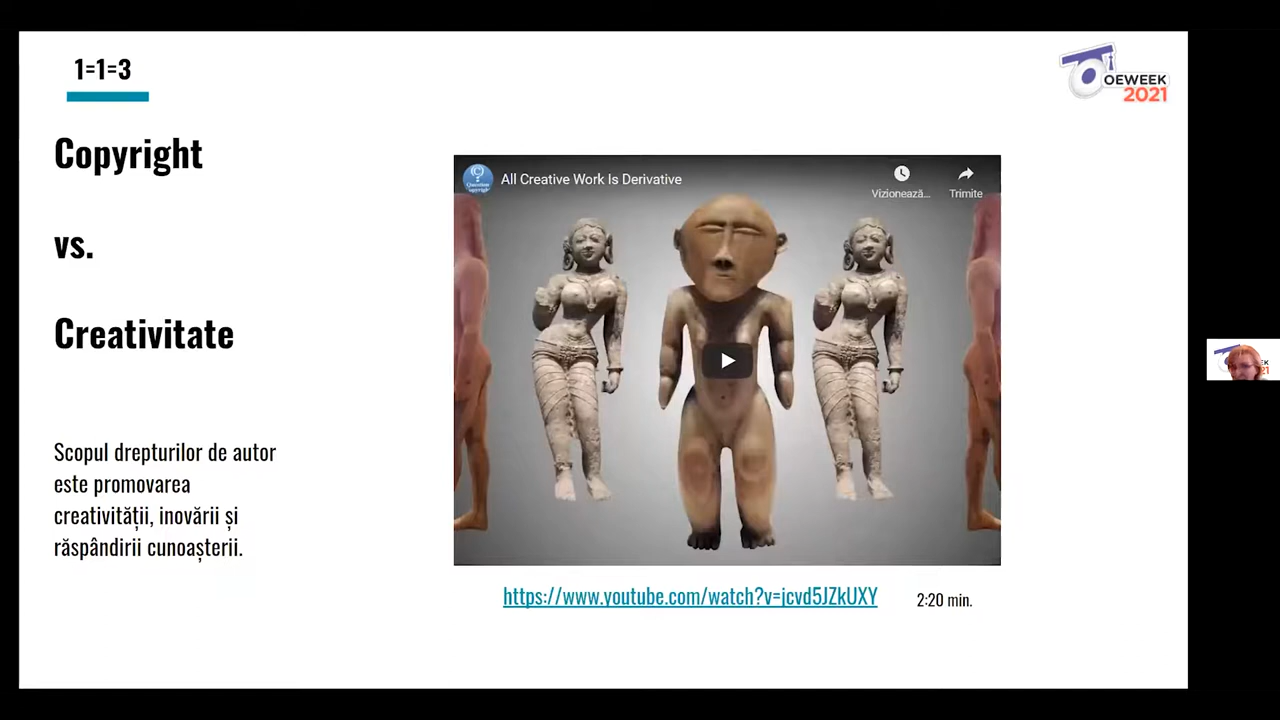 1=1=3
OEWEEK
2021
Copyright
vs.
Creativitate
Scopul drepturilor de autor
este promovarea
creativității, inovării și
răspândirii cunoașterii.
All Creative Work Is Derivative
Vizionează...
Trimite
https://www.youtube.com/watch?v=jcvd5JZkUXY
2:20 min.